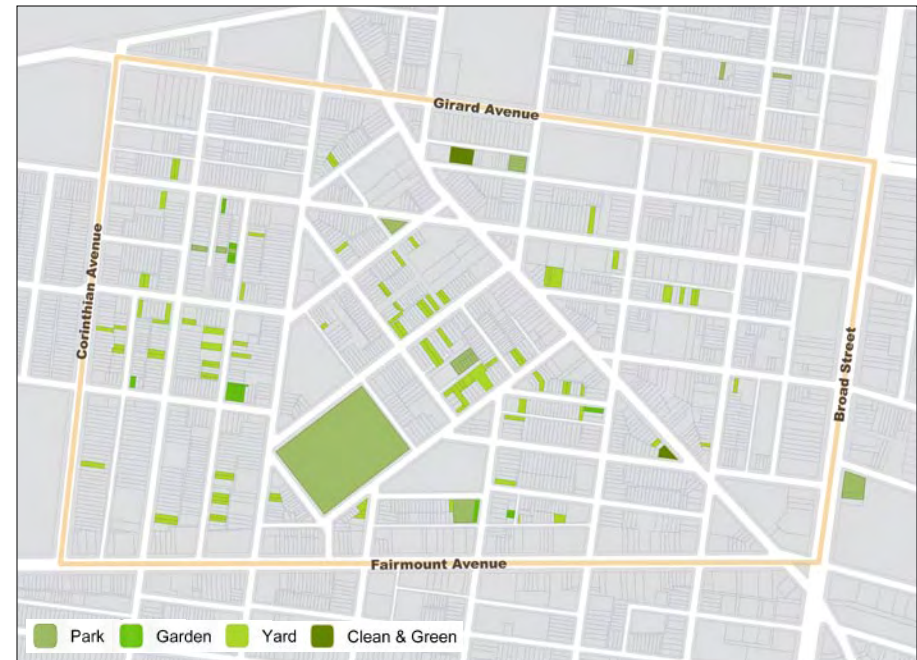 Girard Avenue
Corinthian Avenue
Broad Street
Fairmount Avenue
Park
Garden
Yard
Clean & Green